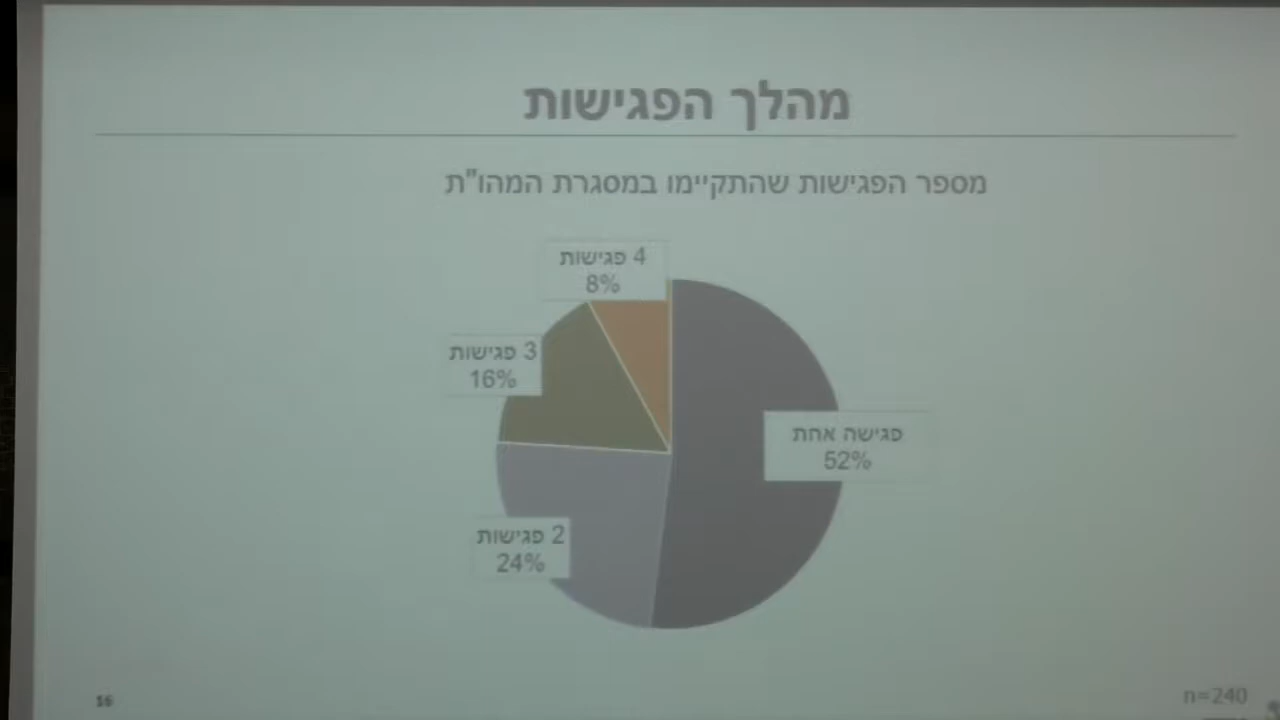 מהלך הפגישות
מספר הפגישות שהתקיימו במסגרת המהו"ת
4 פגישות
8%
3 פגישות
16%
פגישה אחת
52%
2 פגישות
24%
16
n=240